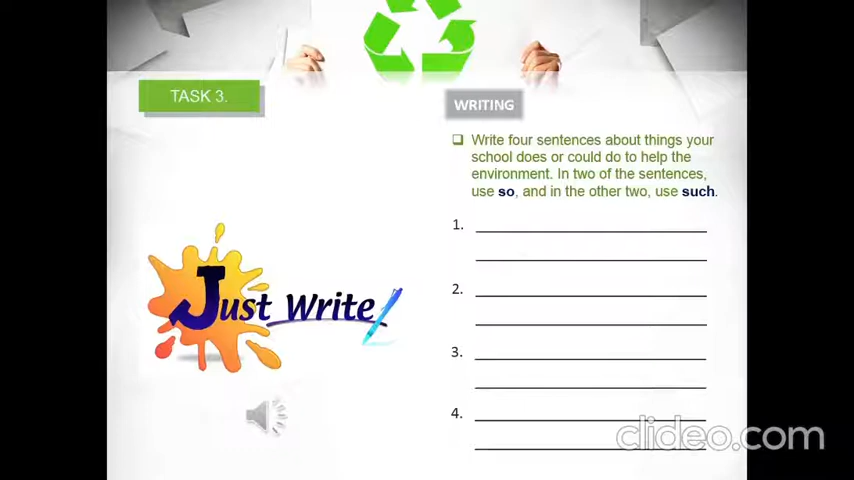 TASK 3.
WRITING
Write four sentences about things your
school does or could do to help the
environment. In two of the sentences,
use so, and in the other two, use such.
1.
2.
3.
4.
Just Write
clideo.com